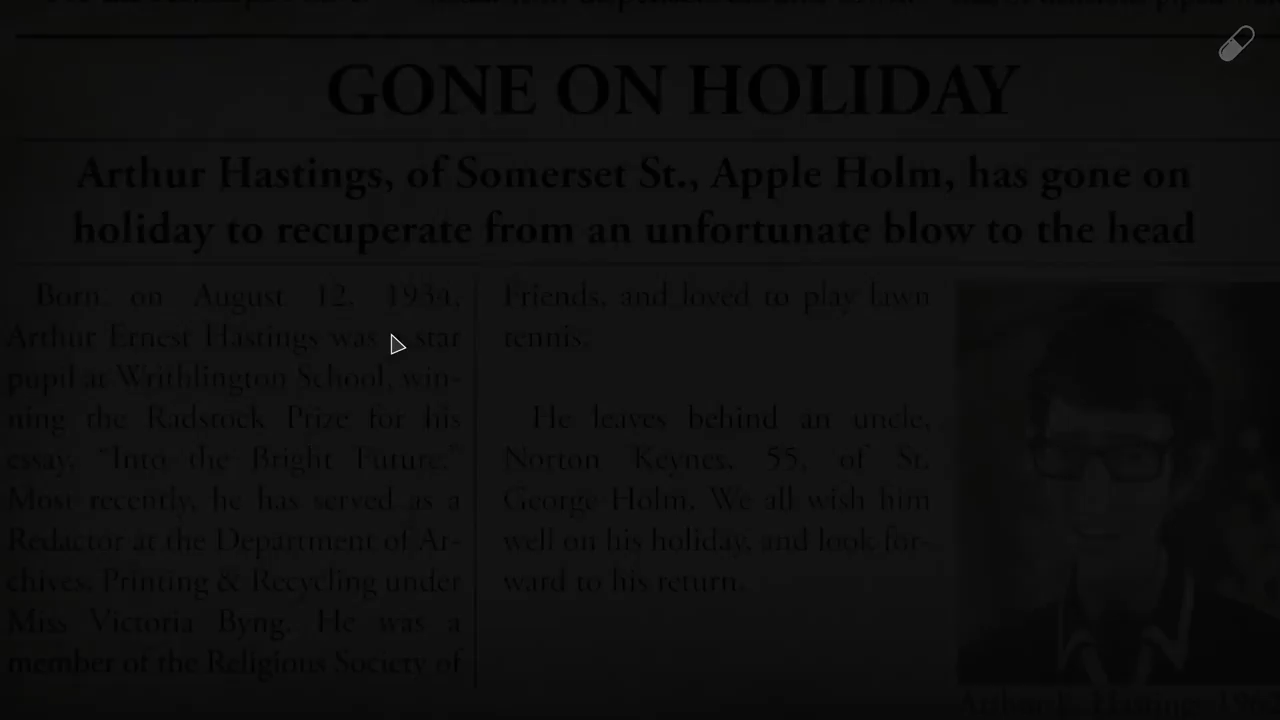 GONE ON HOLIDAY
Arthur Hastings, of Somerset St., Apple Holm, has gone on
holiday to recuperate from an unfortunate blow to the head
Born on August 12, 1934,
Arthur Ernest Hastings was a star
pupil at Writhlington School, win-
ning the Radstock Prize for his
essay, "Into the Bright Future."
Most recently, he has served as a
Redactor at the Department of Ar-
chives, Printing & Recycling under
Miss Victoria Byng. He was a
member of the Religious Society of
Friends, and loved to play lawn
tennis.
He leaves behind an uncle,
Norton Keynes, 55, of St.
George Holm. We all wish him
well on his holiday, and look for-
ward to his return.
Arthur E. Hastings